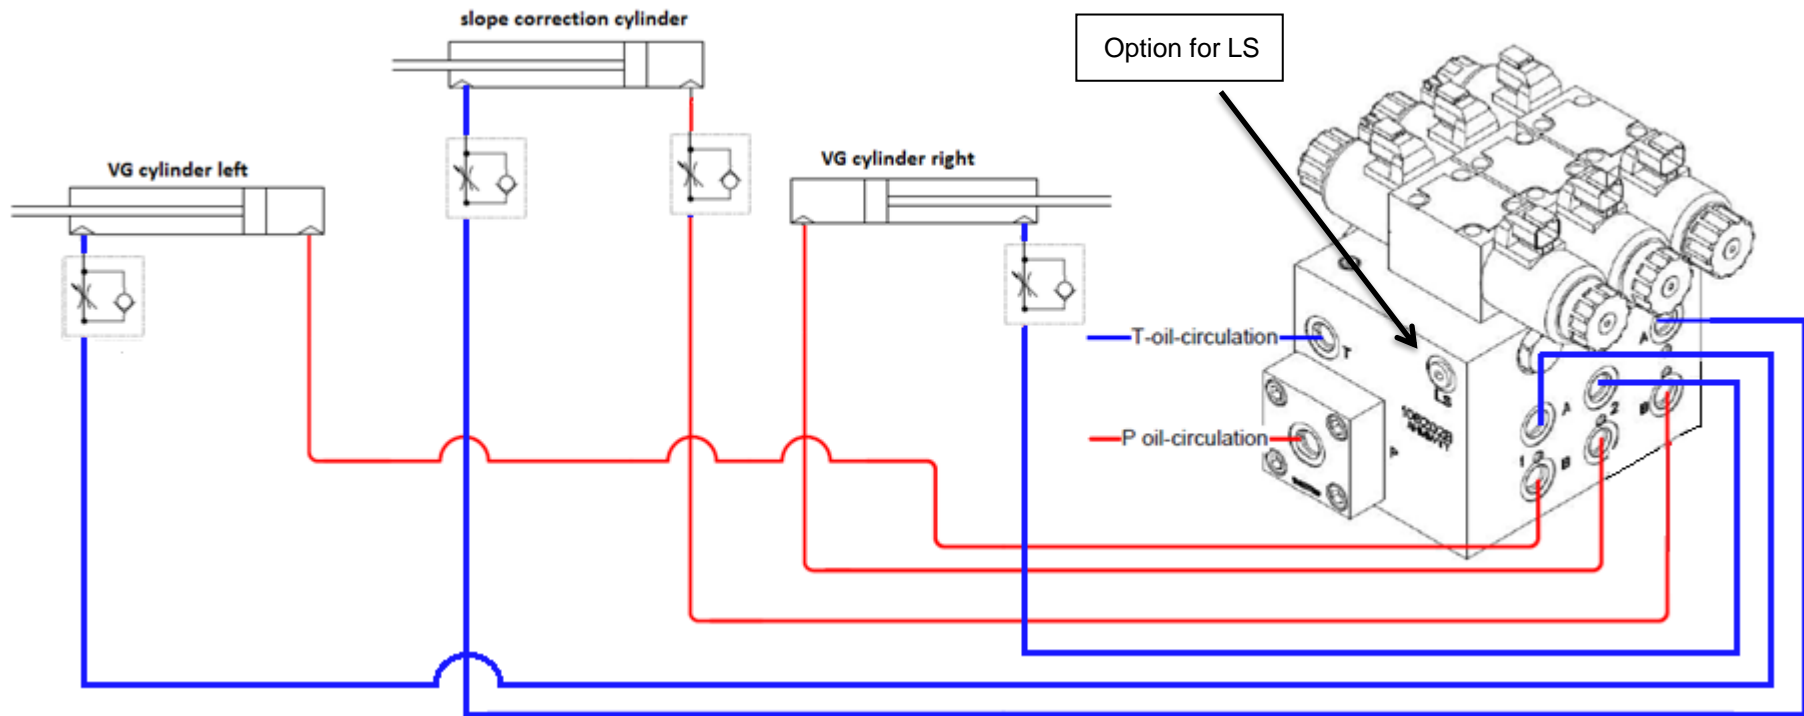 slope correction cylinder
Option for LS
VG cylinder left
VG cylinder right
T-oil-circulation
T
A
LS
A
2
B
P oil-circulation
P
1
B